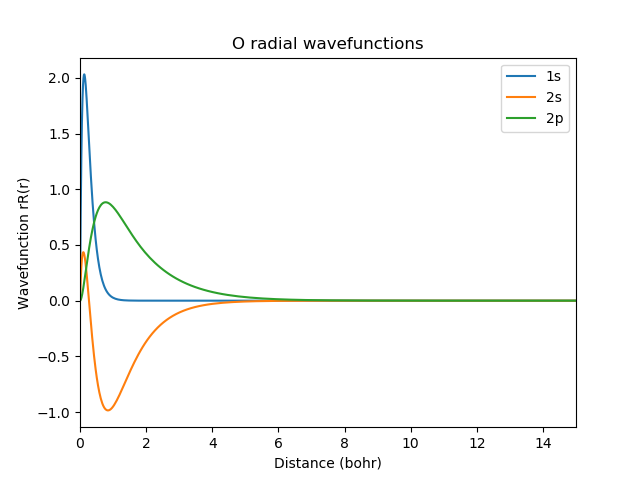 O radial wavefunctions
1s
2s
2p
Wavefunction rR(r)
2.0
1.5
1.0
0.5
0.0
−0.5
−1.0
0 2 4 6 8 10 12 14
Distance (bohr)